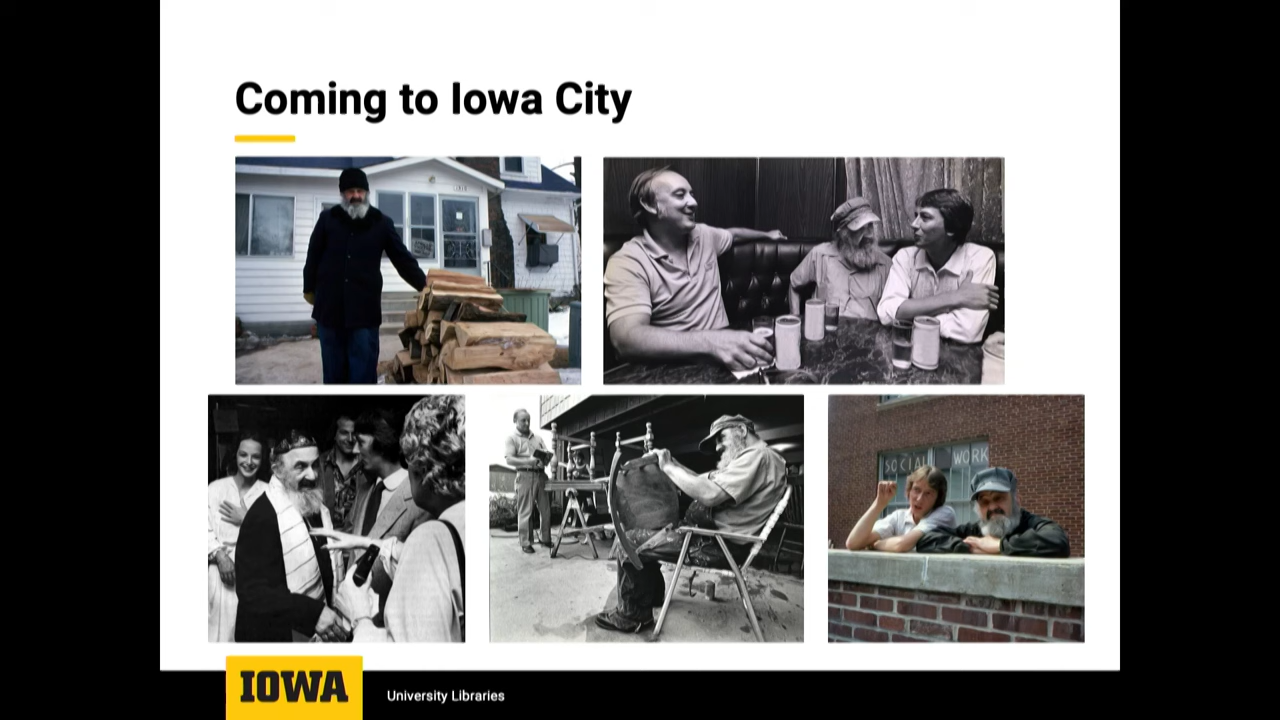 Coming to Iowa City
SOCIAL WORK
IOWA
University Libraries